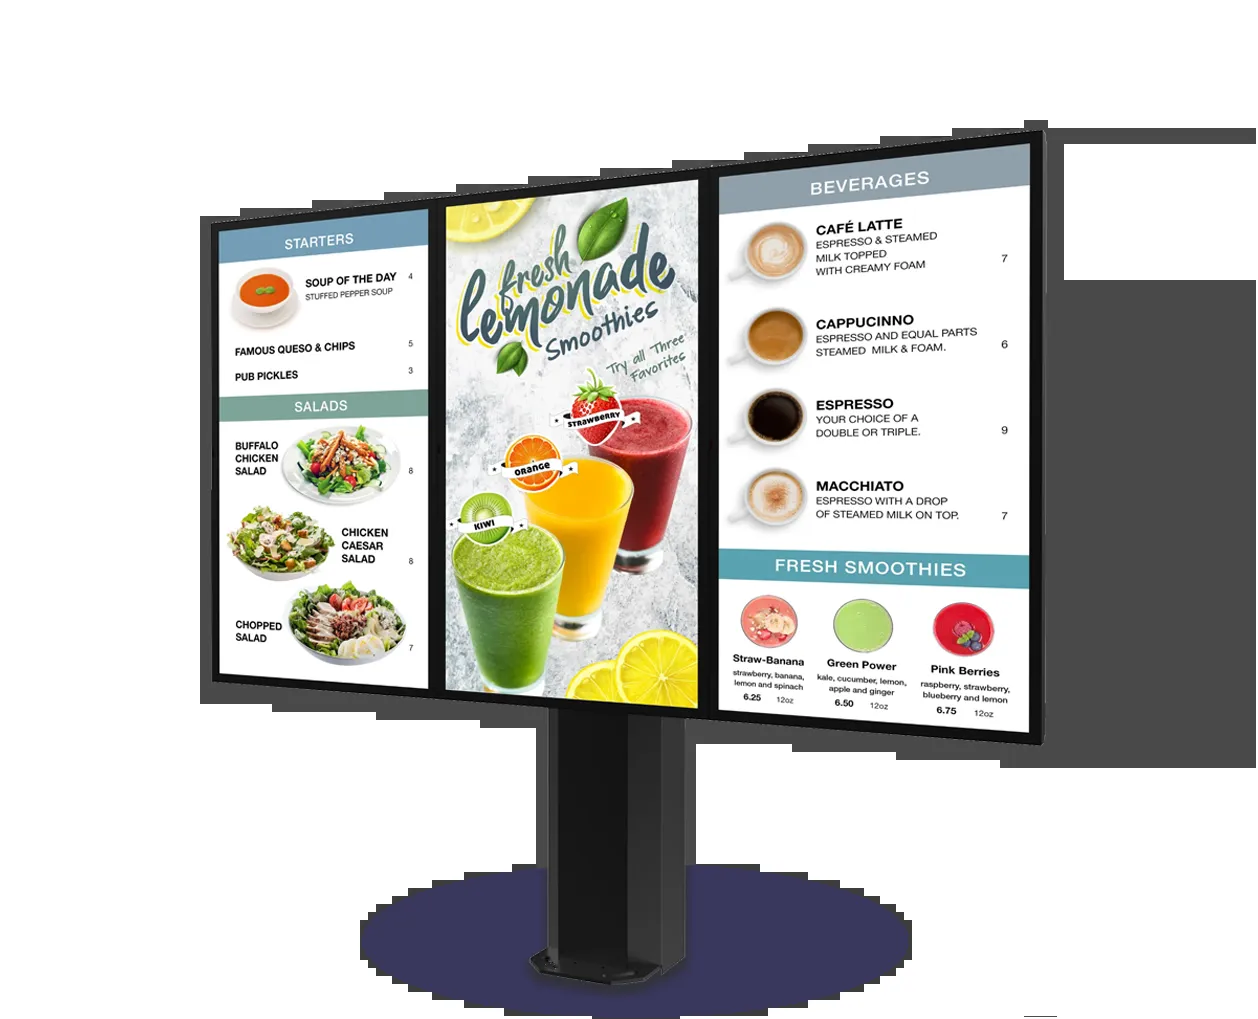 STARTERS
SOUP OF THE DAY 4
STUFFED PEPPER SOUP
FAMOUS QUESO & CHIPS 5
PUB PICKLES 3
SALADS
BUFFALO
CHICKEN
SALAD 8
CHICKEN
CAESAR
SALAD 8
CHOPPED
SALAD 7
fresh
lemonade
Smoothies
Try all Three
Favorites
STRAWBERRY
ORANGE
KIWI
BEVERAGES
CAFÉ LATTE
ESPRESSO & STEAMED
MILK TOPPED
WITH CREAMY FOAM 7
CAPPUCINNO
ESPRESSO AND EQUAL PARTS
STEAMED MILK & FOAM. 6
ESPRESSO
YOUR CHOICE OF A
DOUBLE OR TRIPLE. 9
MACCHIATO
ESPRESSO WITH A DROP
OF STEAMED MILK ON TOP. 7
FRESH SMOOTHIES
Straw-Banana
strawberry, banana,
lemon and spinach
6.25 12oz
Green Power
kale, cucumber, lemon,
apple and ginger
6.50 12oz
Pink Berries
raspberry, strawberry,
blueberry and lemon
6.75 12oz